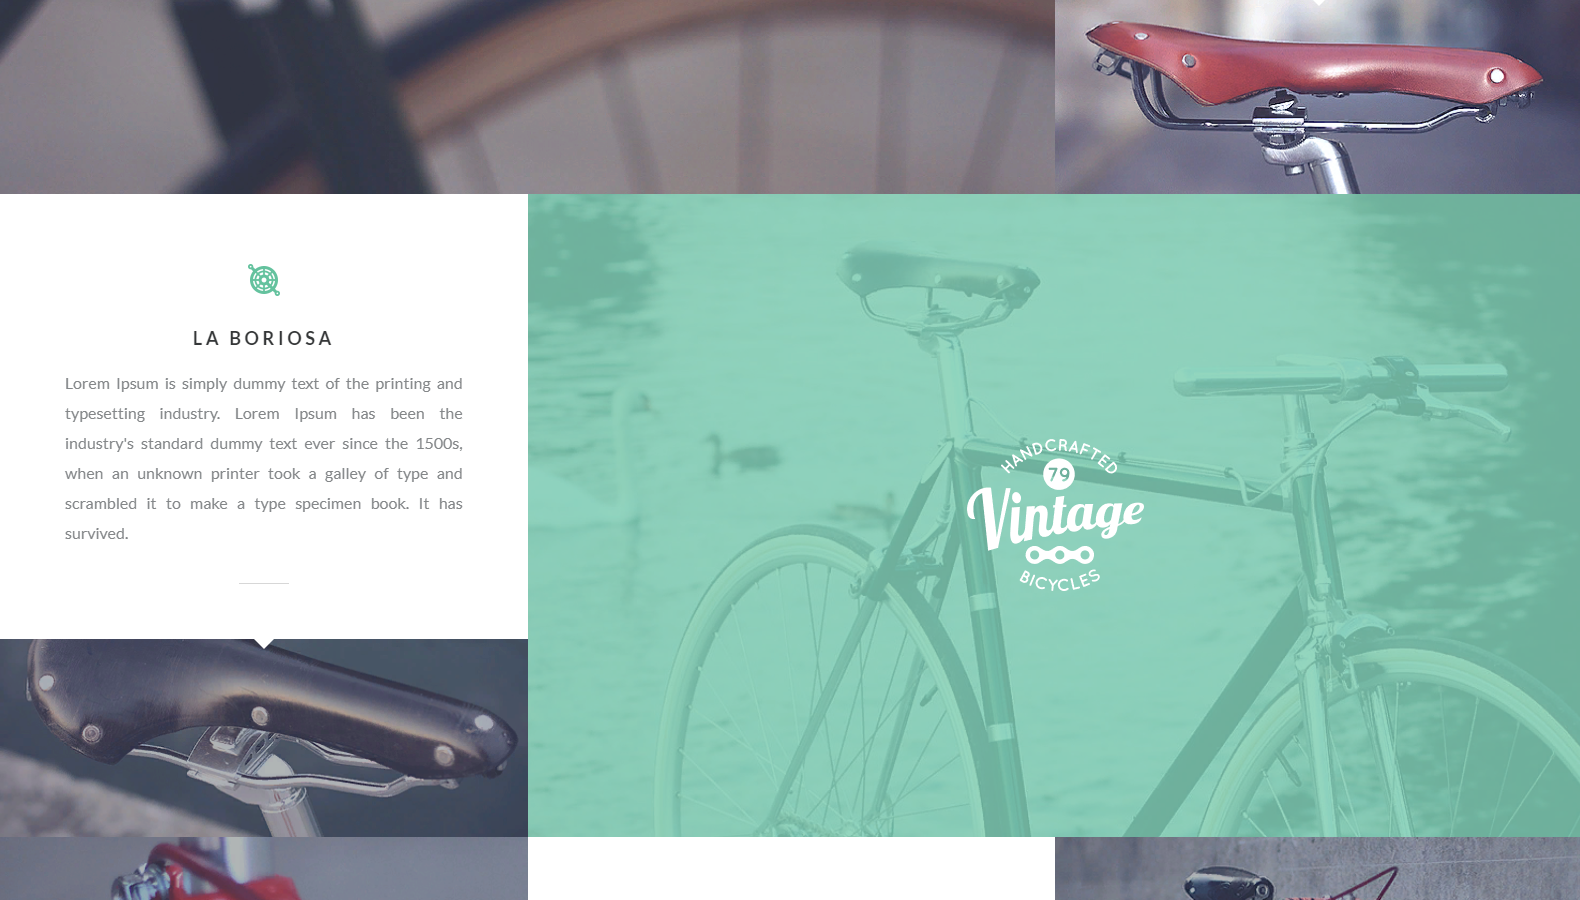 LA BORIOSA
Lorem Ipsum is simply dummy text of the printing and
typesetting industry. Lorem Ipsum has been the
industry's standard dummy text ever since the 1500s,
when an unknown printer took a galley of type and
scrambled it to make a type specimen book. It has
survived.
HANDCRAFTED
79
Vintage
BICYCLES